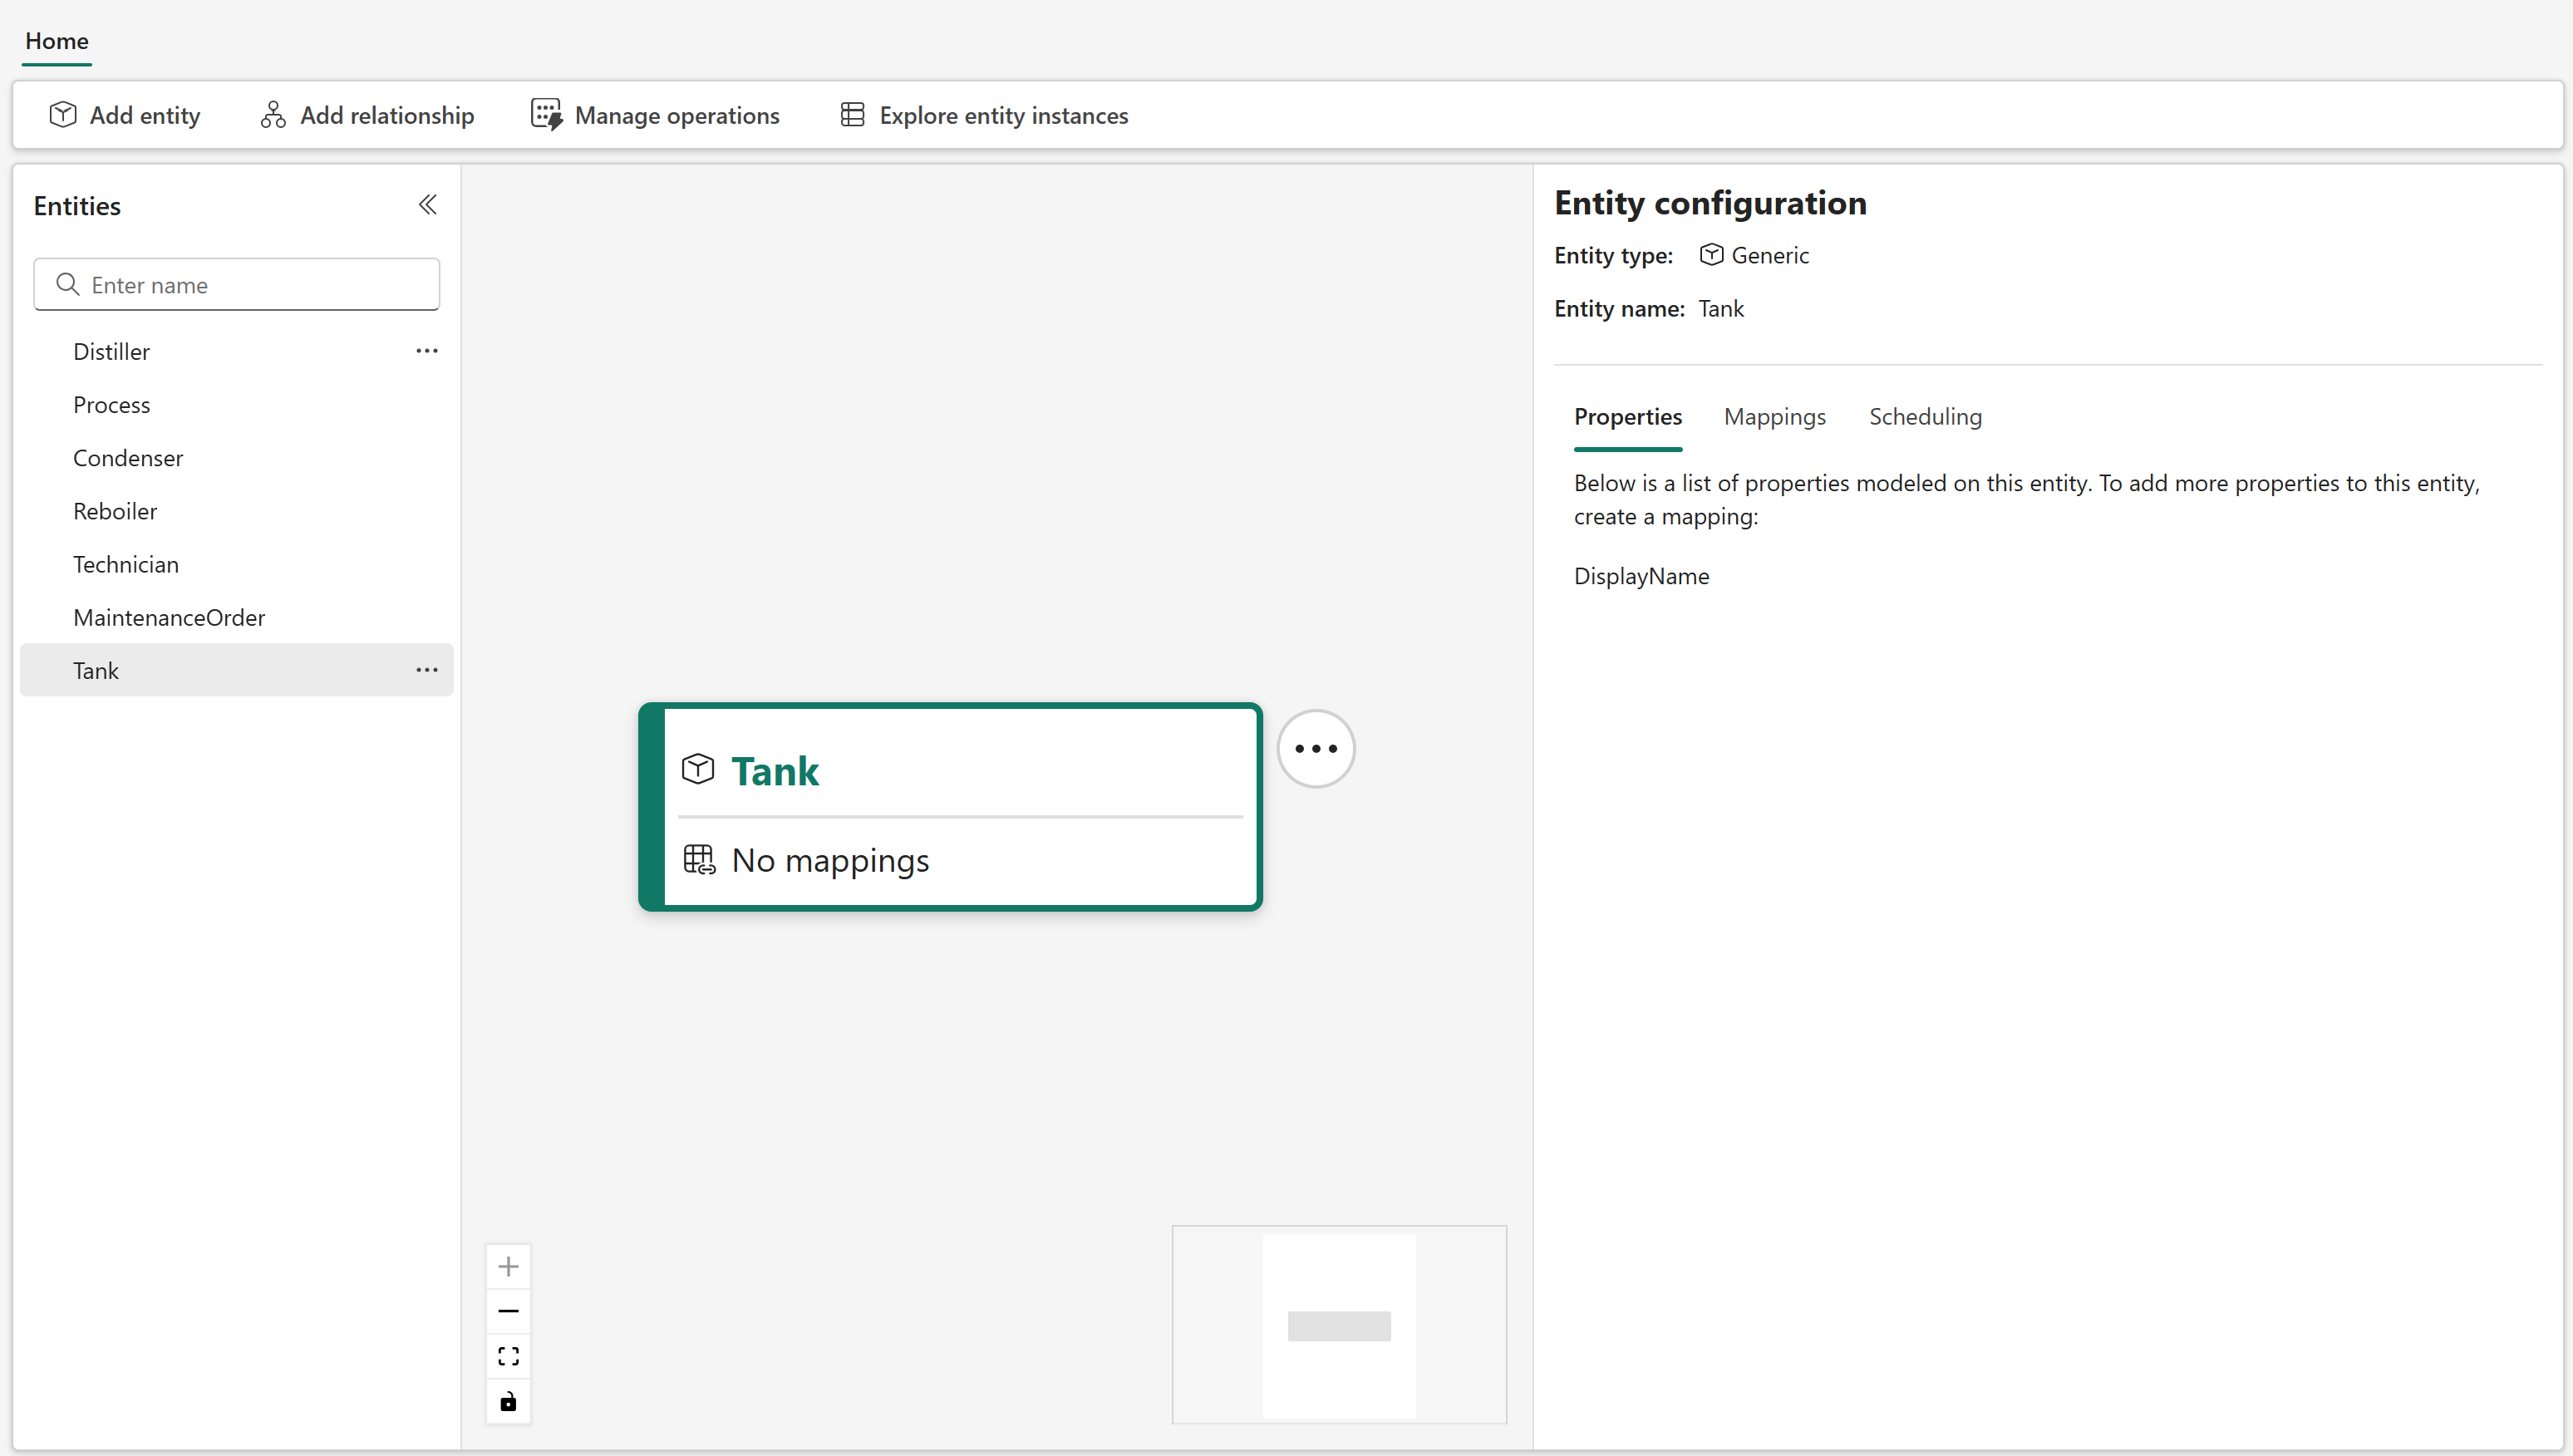 Home
Add entity
Add relationship
Manage operations
Explore entity instances
Entities
Enter name
Distiller
Process
Condenser
Reboiler
Technician
MaintenanceOrder
Tank
Tank
No mappings
Entity configuration
Entity type: Generic
Entity name: Tank
Properties
Mappings
Scheduling
Below is a list of properties modeled on this entity. To add more properties to this entity,
create a mapping:
DisplayName